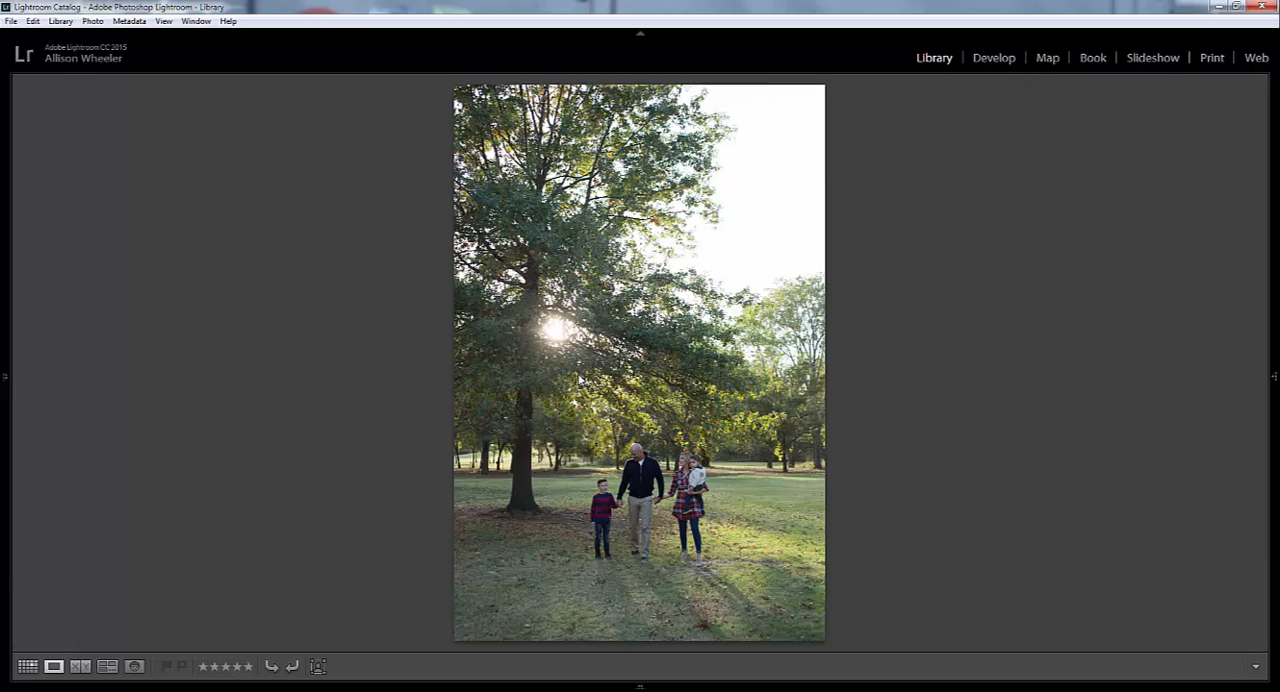 Lightroom Catalog - Adobe Photoshop Lightroom - Library
File Edit Library Photo Metadata View Window Help
Lr Adobe Lightroom CC 2015
Allison Wheeler
Library | Develop | Map | Book | Slideshow | Print | Web